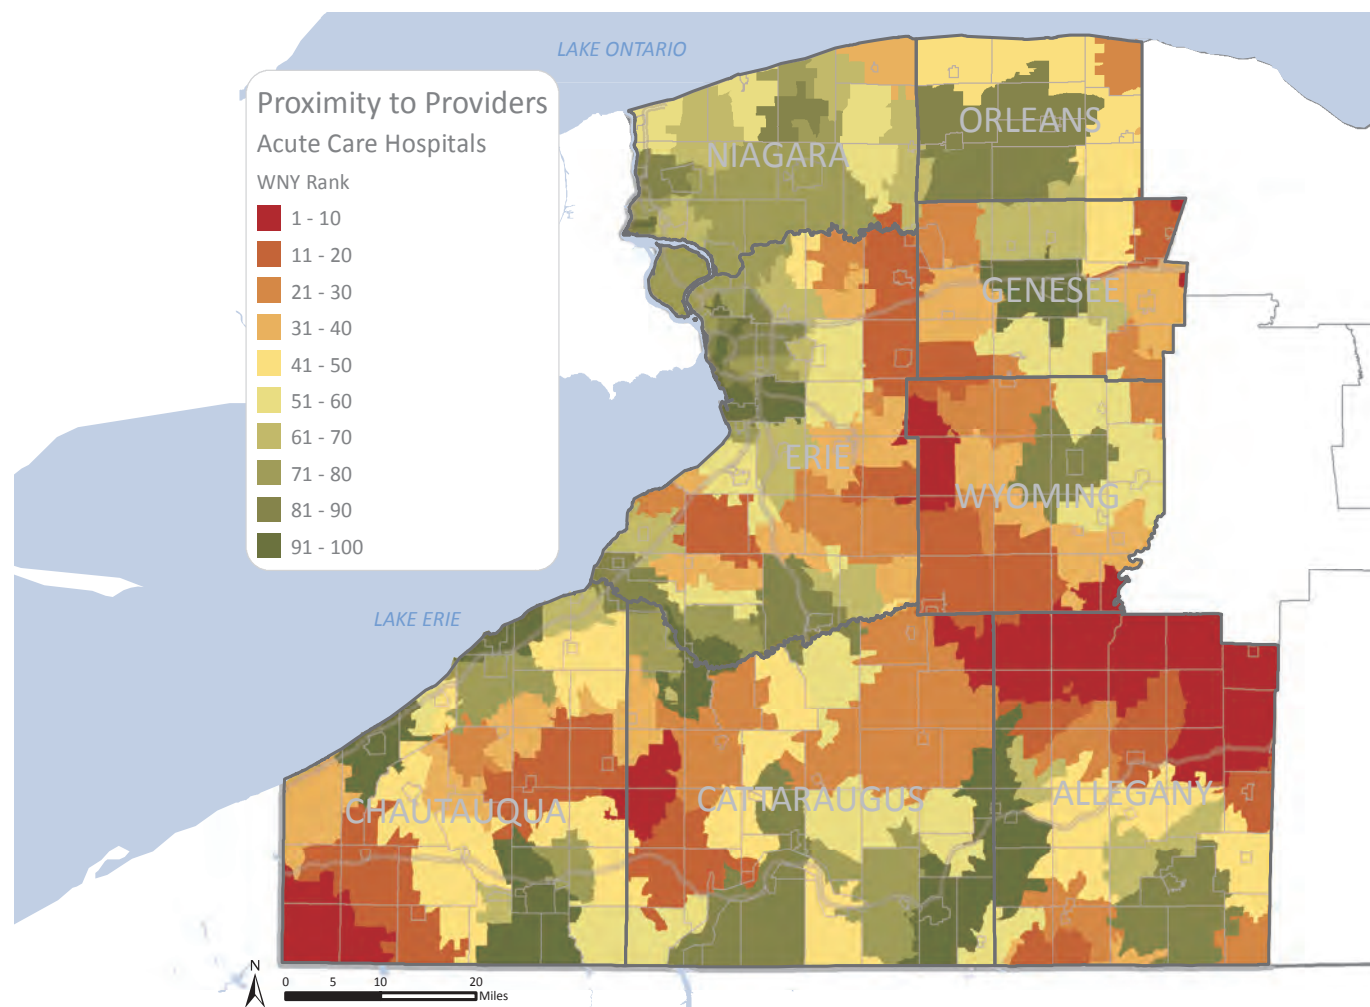 LAKE ONTARIO
Proximity to Providers
Acute Care Hospitals
WNY Rank
1 - 10
11 - 20
21 - 30
31 - 40
41 - 50
51 - 60
61 - 70
71 - 80
81 - 90
91 - 100
ORLEANS
NIAGARA
GENESEE
ERIE
WYOMING
LAKE ERIE
CHAUTAUQUA
CATTARAUGUS
ALLEGANY
N
0 5 10 20
Miles